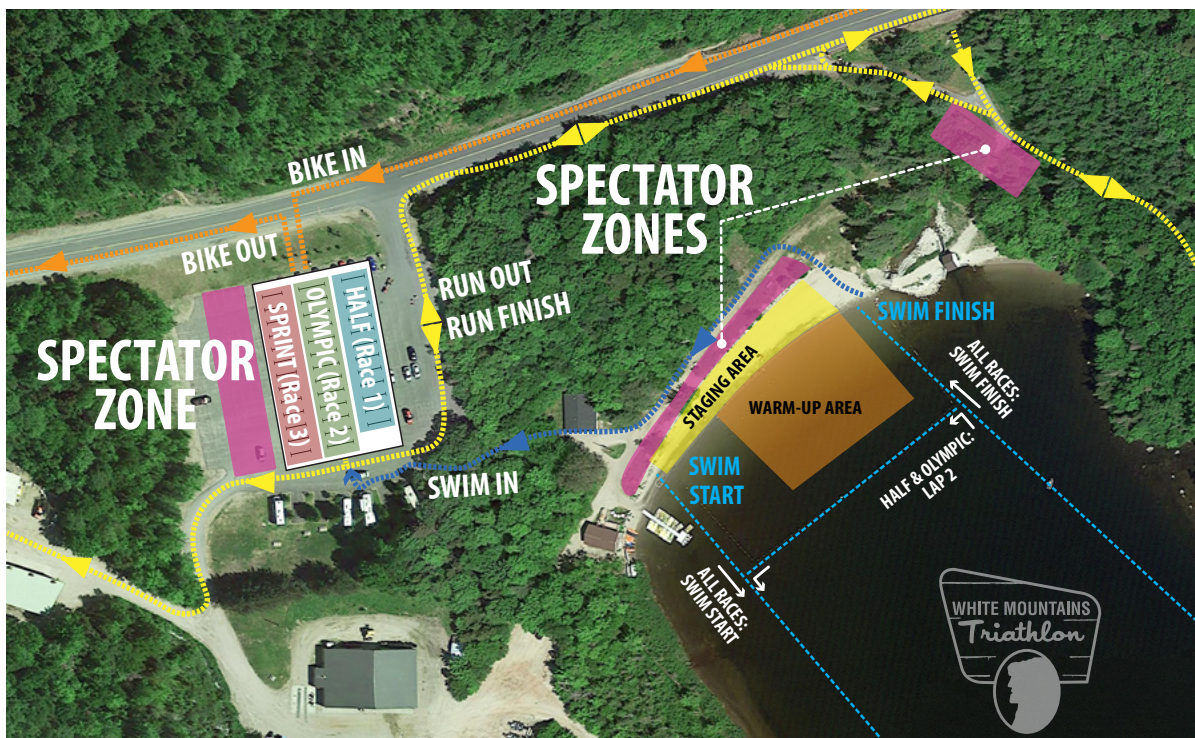 BIKE IN
BIKE OUT
SPECTATOR
ZONES
RUN OUT
RUN FINISH
SPECTATOR
ZONE
HALF (Race 1)
OLYMPIC (Race 2)
SPRINT (Race 3)
SWIM IN
SWIM FINISH
STAGING AREA
WARM-UP AREA
SWIM
START
ALL RACES:
SWIM FINISH
HALF & OLYMPIC:
LAP 2
ALL RACES:
SWIM START
WHITE MOUNTAINS
Triathlon